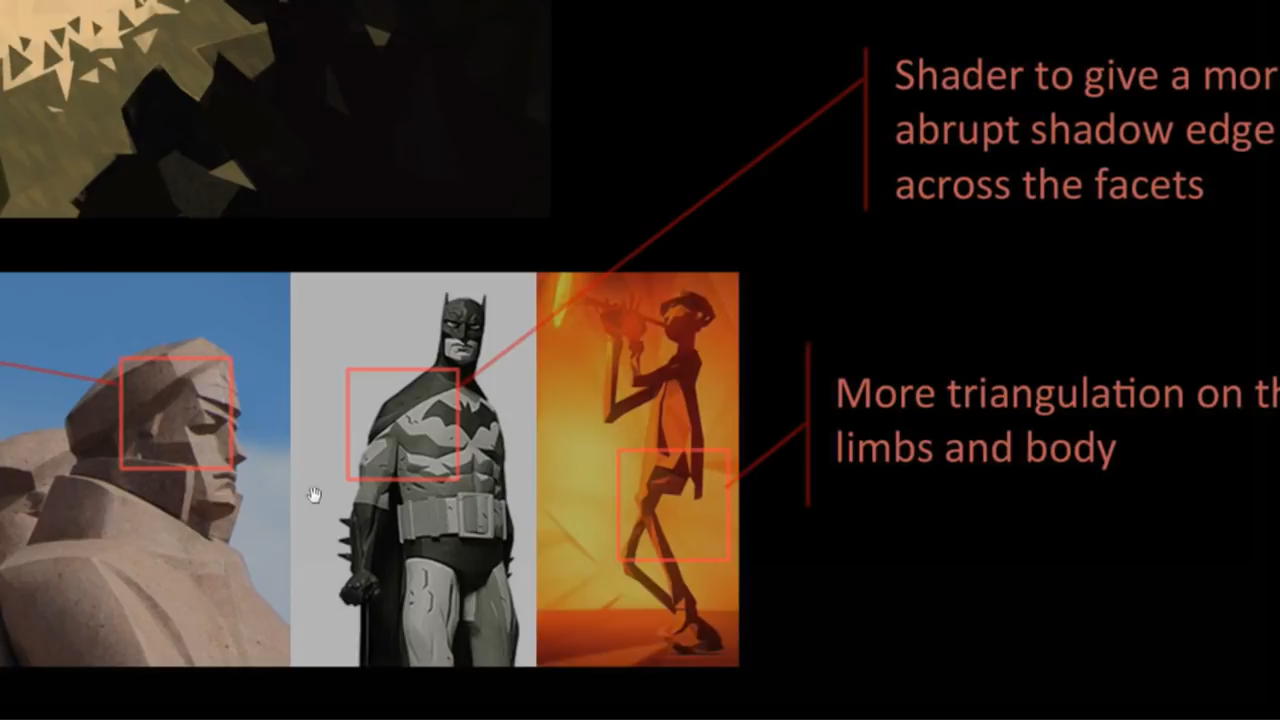 Shader to give a mor
abrupt shadow edge
across the facets
More triangulation on th
limbs and body